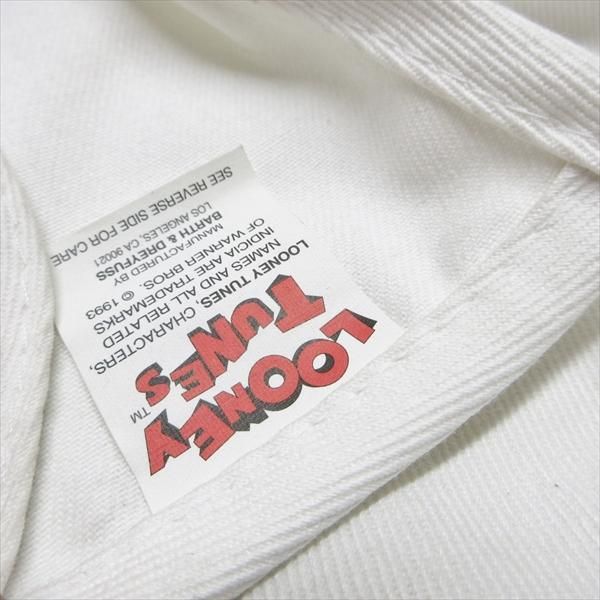 LOONEY
TUNES ™
LOONEY TUNES, CHARACTERS,
NAMES AND ALL RELATED
INDICIA ARE TRADEMARKS
OF WARNER BROS. © 1993
MANUFACTURED BY
BARTH & DREYFUSS
LOS ANGELES, CA 90021
SEE REVERSE SIDE FOR CARE